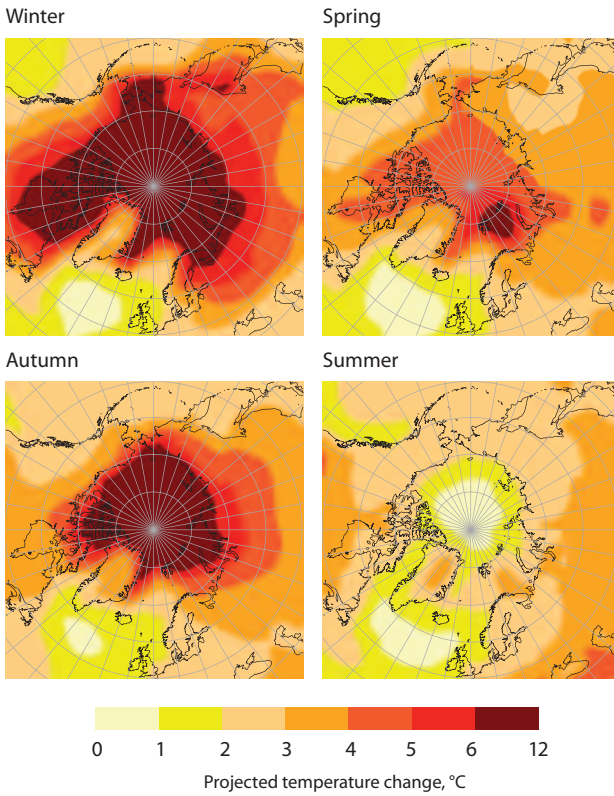 Winter
Spring
Autumn
Summer
0 1 2 3 4 5 6 12
Projected temperature change, °C